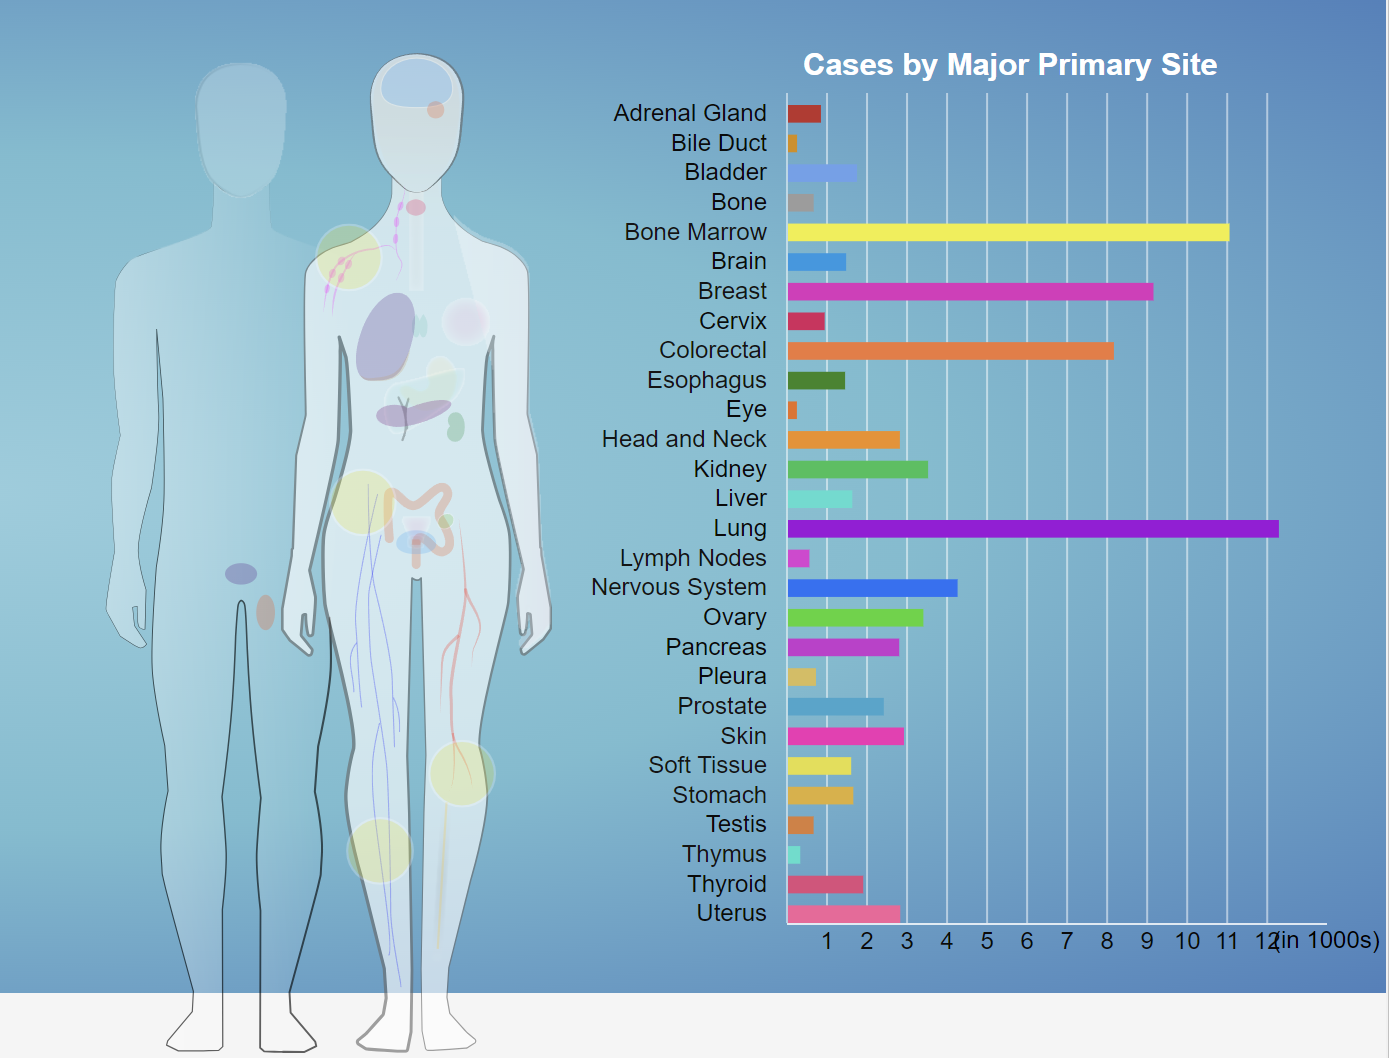 Cases by Major Primary Site
Adrenal Gland
Bile Duct
Bladder
Bone
Bone Marrow
Brain
Breast
Cervix
Colorectal
Esophagus
Eye
Head and Neck
Kidney
Liver
Lung
Lymph Nodes
Nervous System
Ovary
Pancreas
Pleura
Prostate
Skin
Soft Tissue
Stomach
Testis
Thymus
Thyroid
Uterus
1 2 3 4 5 6 7 8 9 10 11 12 (in 1000s)